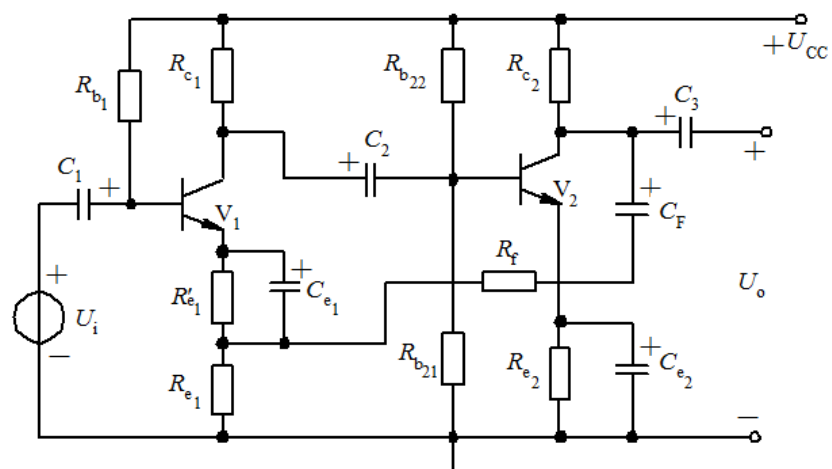 + U_CC
R_c1
R_b22
R_c2
R_b1
C_3
+
+
C_1
+
C_2
+
V_1
V_2
+
C_F
+
U_i
−
R'_e1
+
C_e1
R_f
U_o
R_b21
R_e1
R_e2
+
C_e2
−